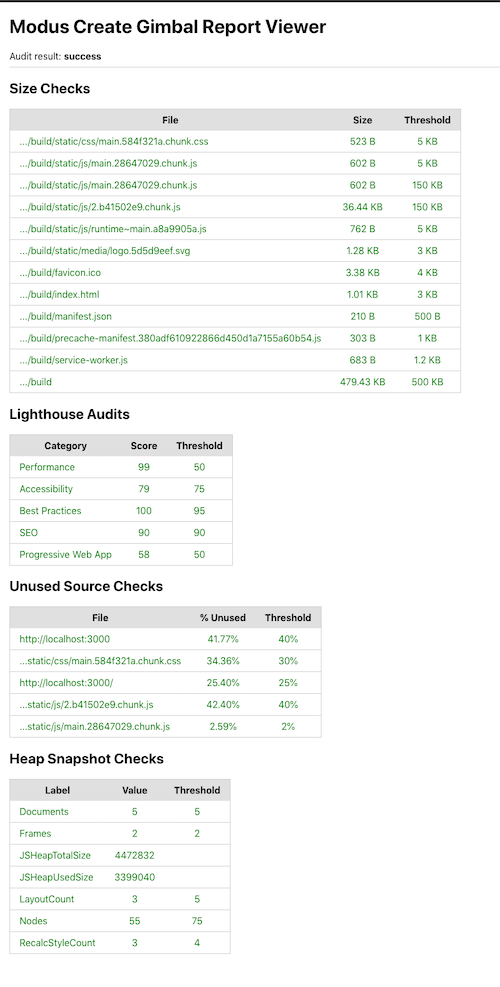 Modus Create Gimbal Report Viewer
Audit result: success
Size Checks
File Size Threshold
.../build/static/css/main.584f321a.chunk.css 523 B 5 KB
.../build/static/js/main.28647029.chunk.js 602 B 5 KB
.../build/static/js/main.28647029.chunk.js 602 B 150 KB
.../build/static/js/2.b41502e9.chunk.js 36.44 KB 150 KB
.../build/static/js/runtime~main.a8a9905a.js 762 B 5 KB
.../build/static/media/logo.5d5d9eef.svg 1.28 KB 3 KB
.../build/favicon.ico 3.38 KB 4 KB
.../build/index.html 1.01 KB 3 KB
.../build/manifest.json 210 B 500 B
.../build/precache-manifest.380adf610922866d450d1a7155a60b54.js 303 B 1 KB
.../build/service-worker.js 683 B 1.2 KB
.../build 479.43 KB 500 KB
Lighthouse Audits
Category Score Threshold
Performance 99 50
Accessibility 79 75
Best Practices 100 95
SEO 90 90
Progressive Web App 58 50
Unused Source Checks
File % Unused Threshold
http://localhost:3000 41.77% 40%
...static/css/main.584f321a.chunk.css 34.36% 30%
http://localhost:3000/ 25.40% 25%
...static/js/2.b41502e9.chunk.js 42.40% 40%
...static/js/main.28647029.chunk.js 2.59% 2%
Heap Snapshot Checks
Label Value Threshold
Documents 5 5
Frames 2 2
JSHeapTotalSize 4472832
JSHeapUsedSize 3399040
LayoutCount 3 5
Nodes 55 75
RecalcStyleCount 3 4